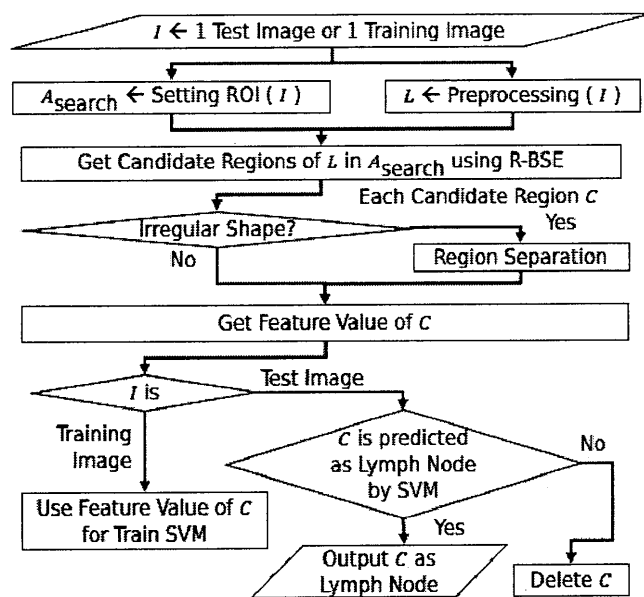 I ← 1 Test Image or 1 Training Image
A search ← Setting ROI ( I )
L ← Preprocessing ( I )
Get Candidate Regions of L in A search using R-BSE
Each Candidate Region C
Irregular Shape?
Yes
No
Region Separation
Get Feature Value of C
I is
Test Image
Training
Image
C is predicted
as Lymph Node
by SVM
No
Use Feature Value of C
for Train SVM
Yes
Output C as
Lymph Node
Delete C